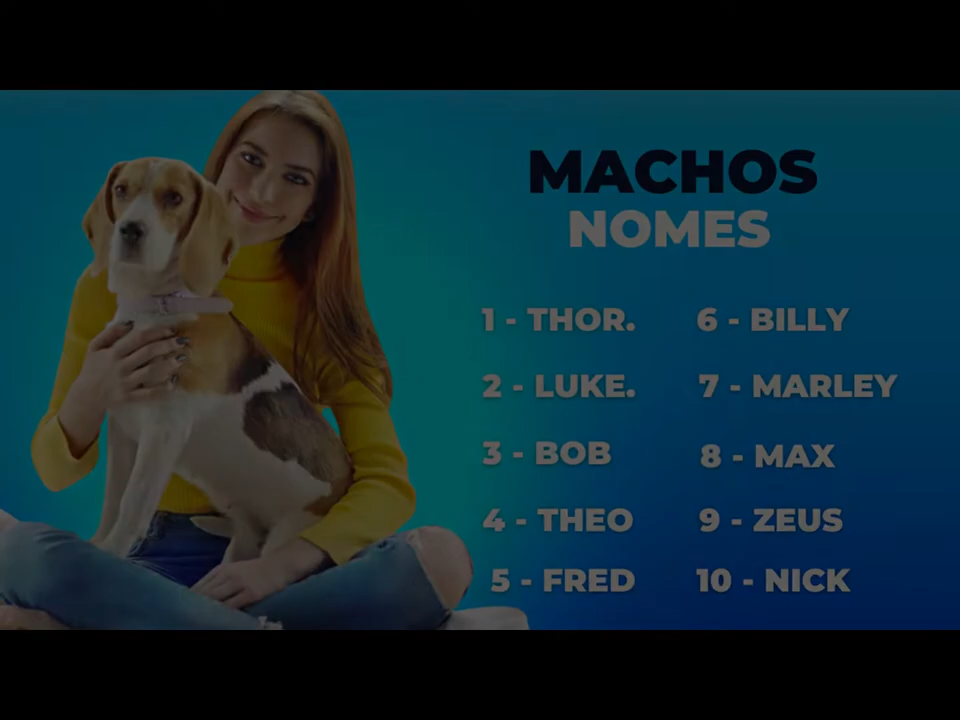 MACHOS
NOMES
1 - THOR.
2 - LUKE.
3 - BOB
4 - THEO
5 - FRED
6 - BILLY
7 - MARLEY
8 - MAX
9 - ZEUS
10 - NICK